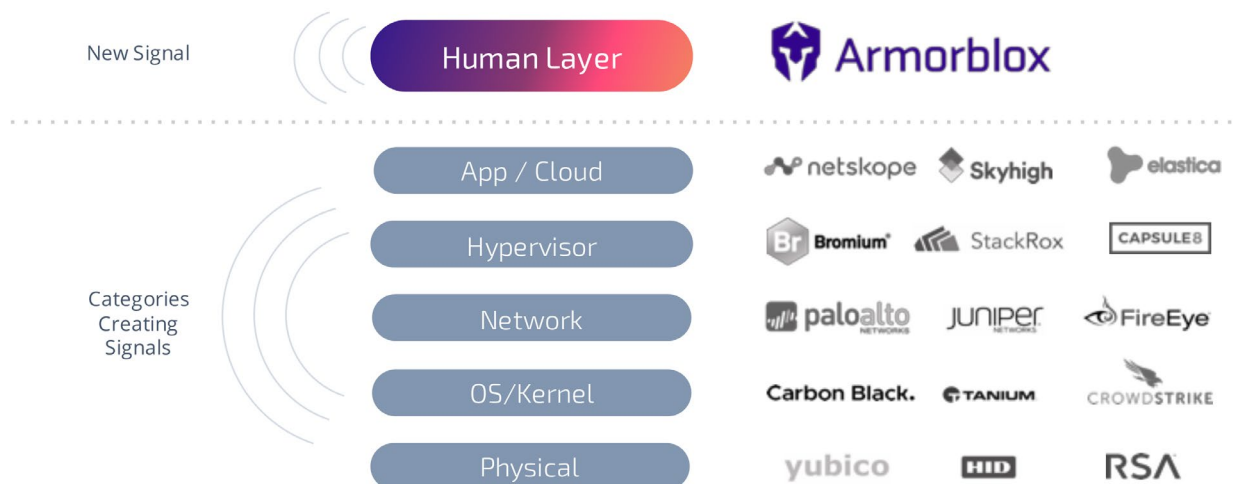 New Signal
Human Layer
Armorblox
App / Cloud
netskope
Skyhigh
elastica
Hypervisor
Br Bromium®
StackRox
CAPSULE8
Categories
Creating
Signals
Network
paloalto
NETWORKS
JUNIPER
NETWORKS
FireEye
OS/Kernel
Carbon Black.
TANIUM
CROWDSTRIKE
Physical
yubico
HID
RSA